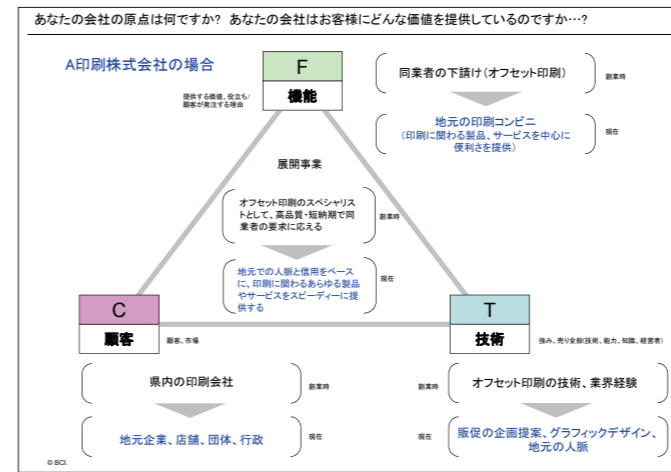 あなたの会社の原点は何ですか? あなたの会社はお客様にどんな価値を提供しているのですか…?
A印刷株式会社の場合
F
機能
提供する価値、役立ち/
顧客が発注する理由
同業者の下請け(オフセット印刷)
創業時
地元の印刷コンビニ
(印刷に関わる製品、サービスを中心に
便利さを提供)
現在
展開事業
オフセット印刷のスペシャリス
トとして、高品質・短納期で同
業者の要求に応える
創業時
地元での人脈と信用をベース
に、印刷に関わるあらゆる製品
やサービスをスピーディーに提
供する
現在
C
顧客
顧客、市場
T
技術
強み、売り全般(技術、能力、知識、経営者)
県内の印刷会社
創業時
地元企業、店舗、団体、行政
現在
創業時
オフセット印刷の技術、業界経験
現在
販促の企画提案、グラフィックデザイン、
地元の人脈
© BCI.